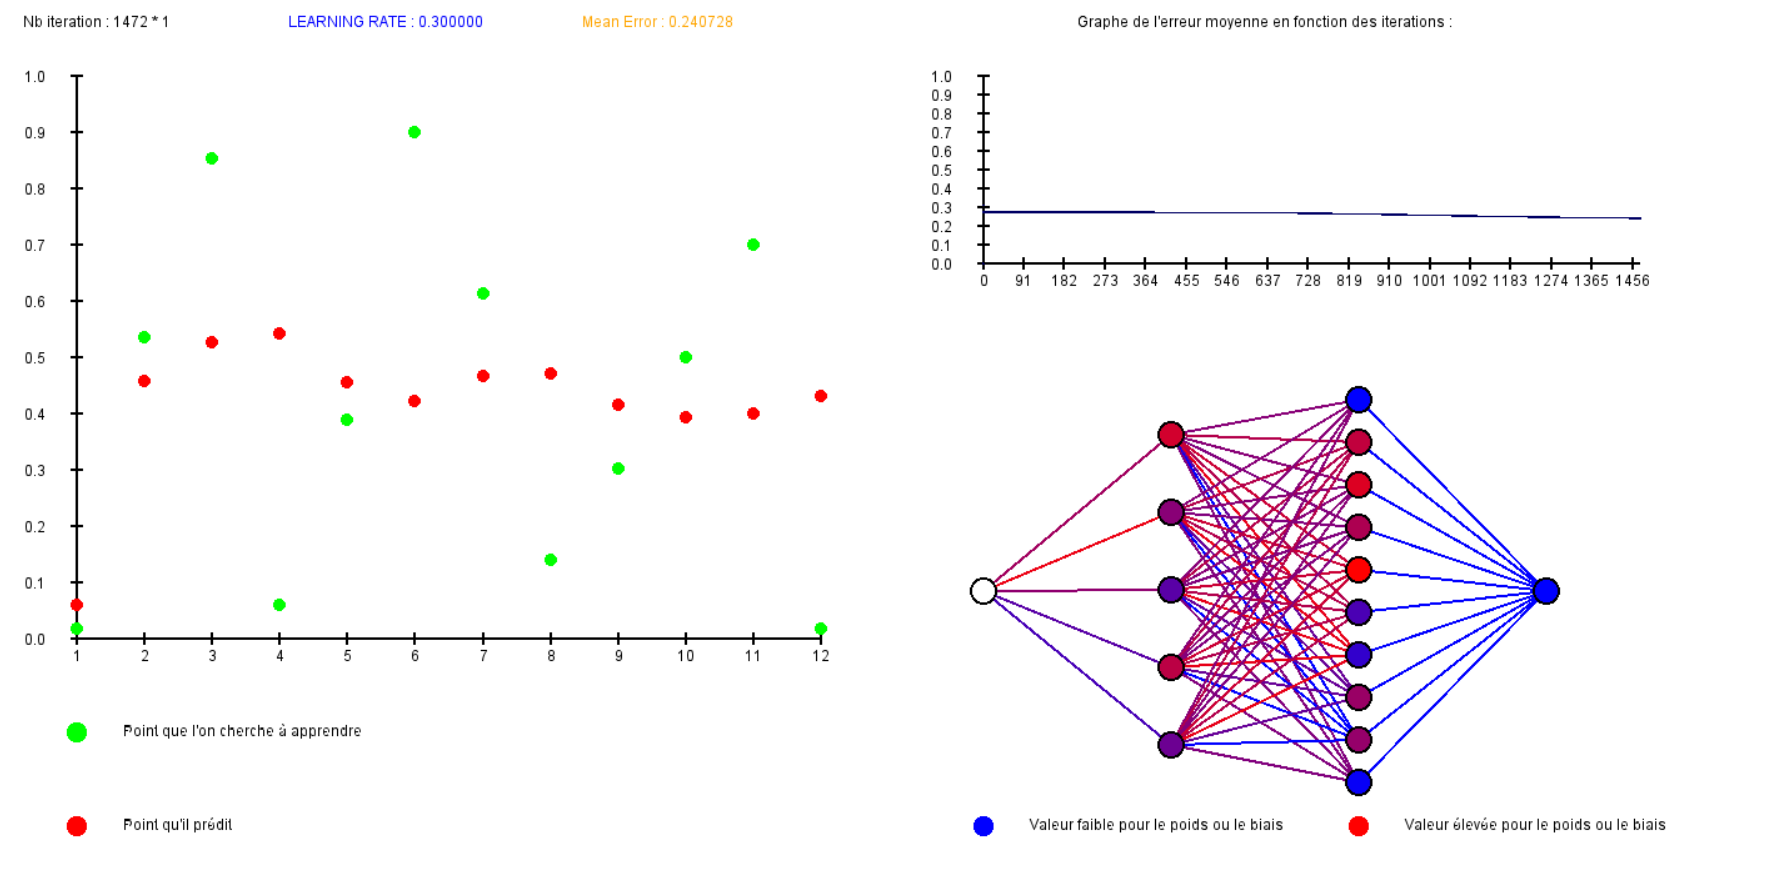 Nb iteration : 1472 * 1
LEARNING RATE : 0.300000
Mean Error : 0.240728
Graphe de l'erreur moyenne en fonction des iterations :
1.0
0.9
0.8
0.7
0.6
0.5
0.4
0.3
0.2
0.1
0.0
1 2 3 4 5 6 7 8 9 10 11 12
1.0
0.9
0.8
0.7
0.6
0.5
0.4
0.3
0.2
0.1
0.0
0 91 182 273 364 455 546 637 728 819 910 1001 1092 1183 1274 1365 1456
Point que l'on cherche à apprendre
Point qu'il prédit
Valeur faible pour le poids ou le biais
Valeur élevée pour le poids ou le biais